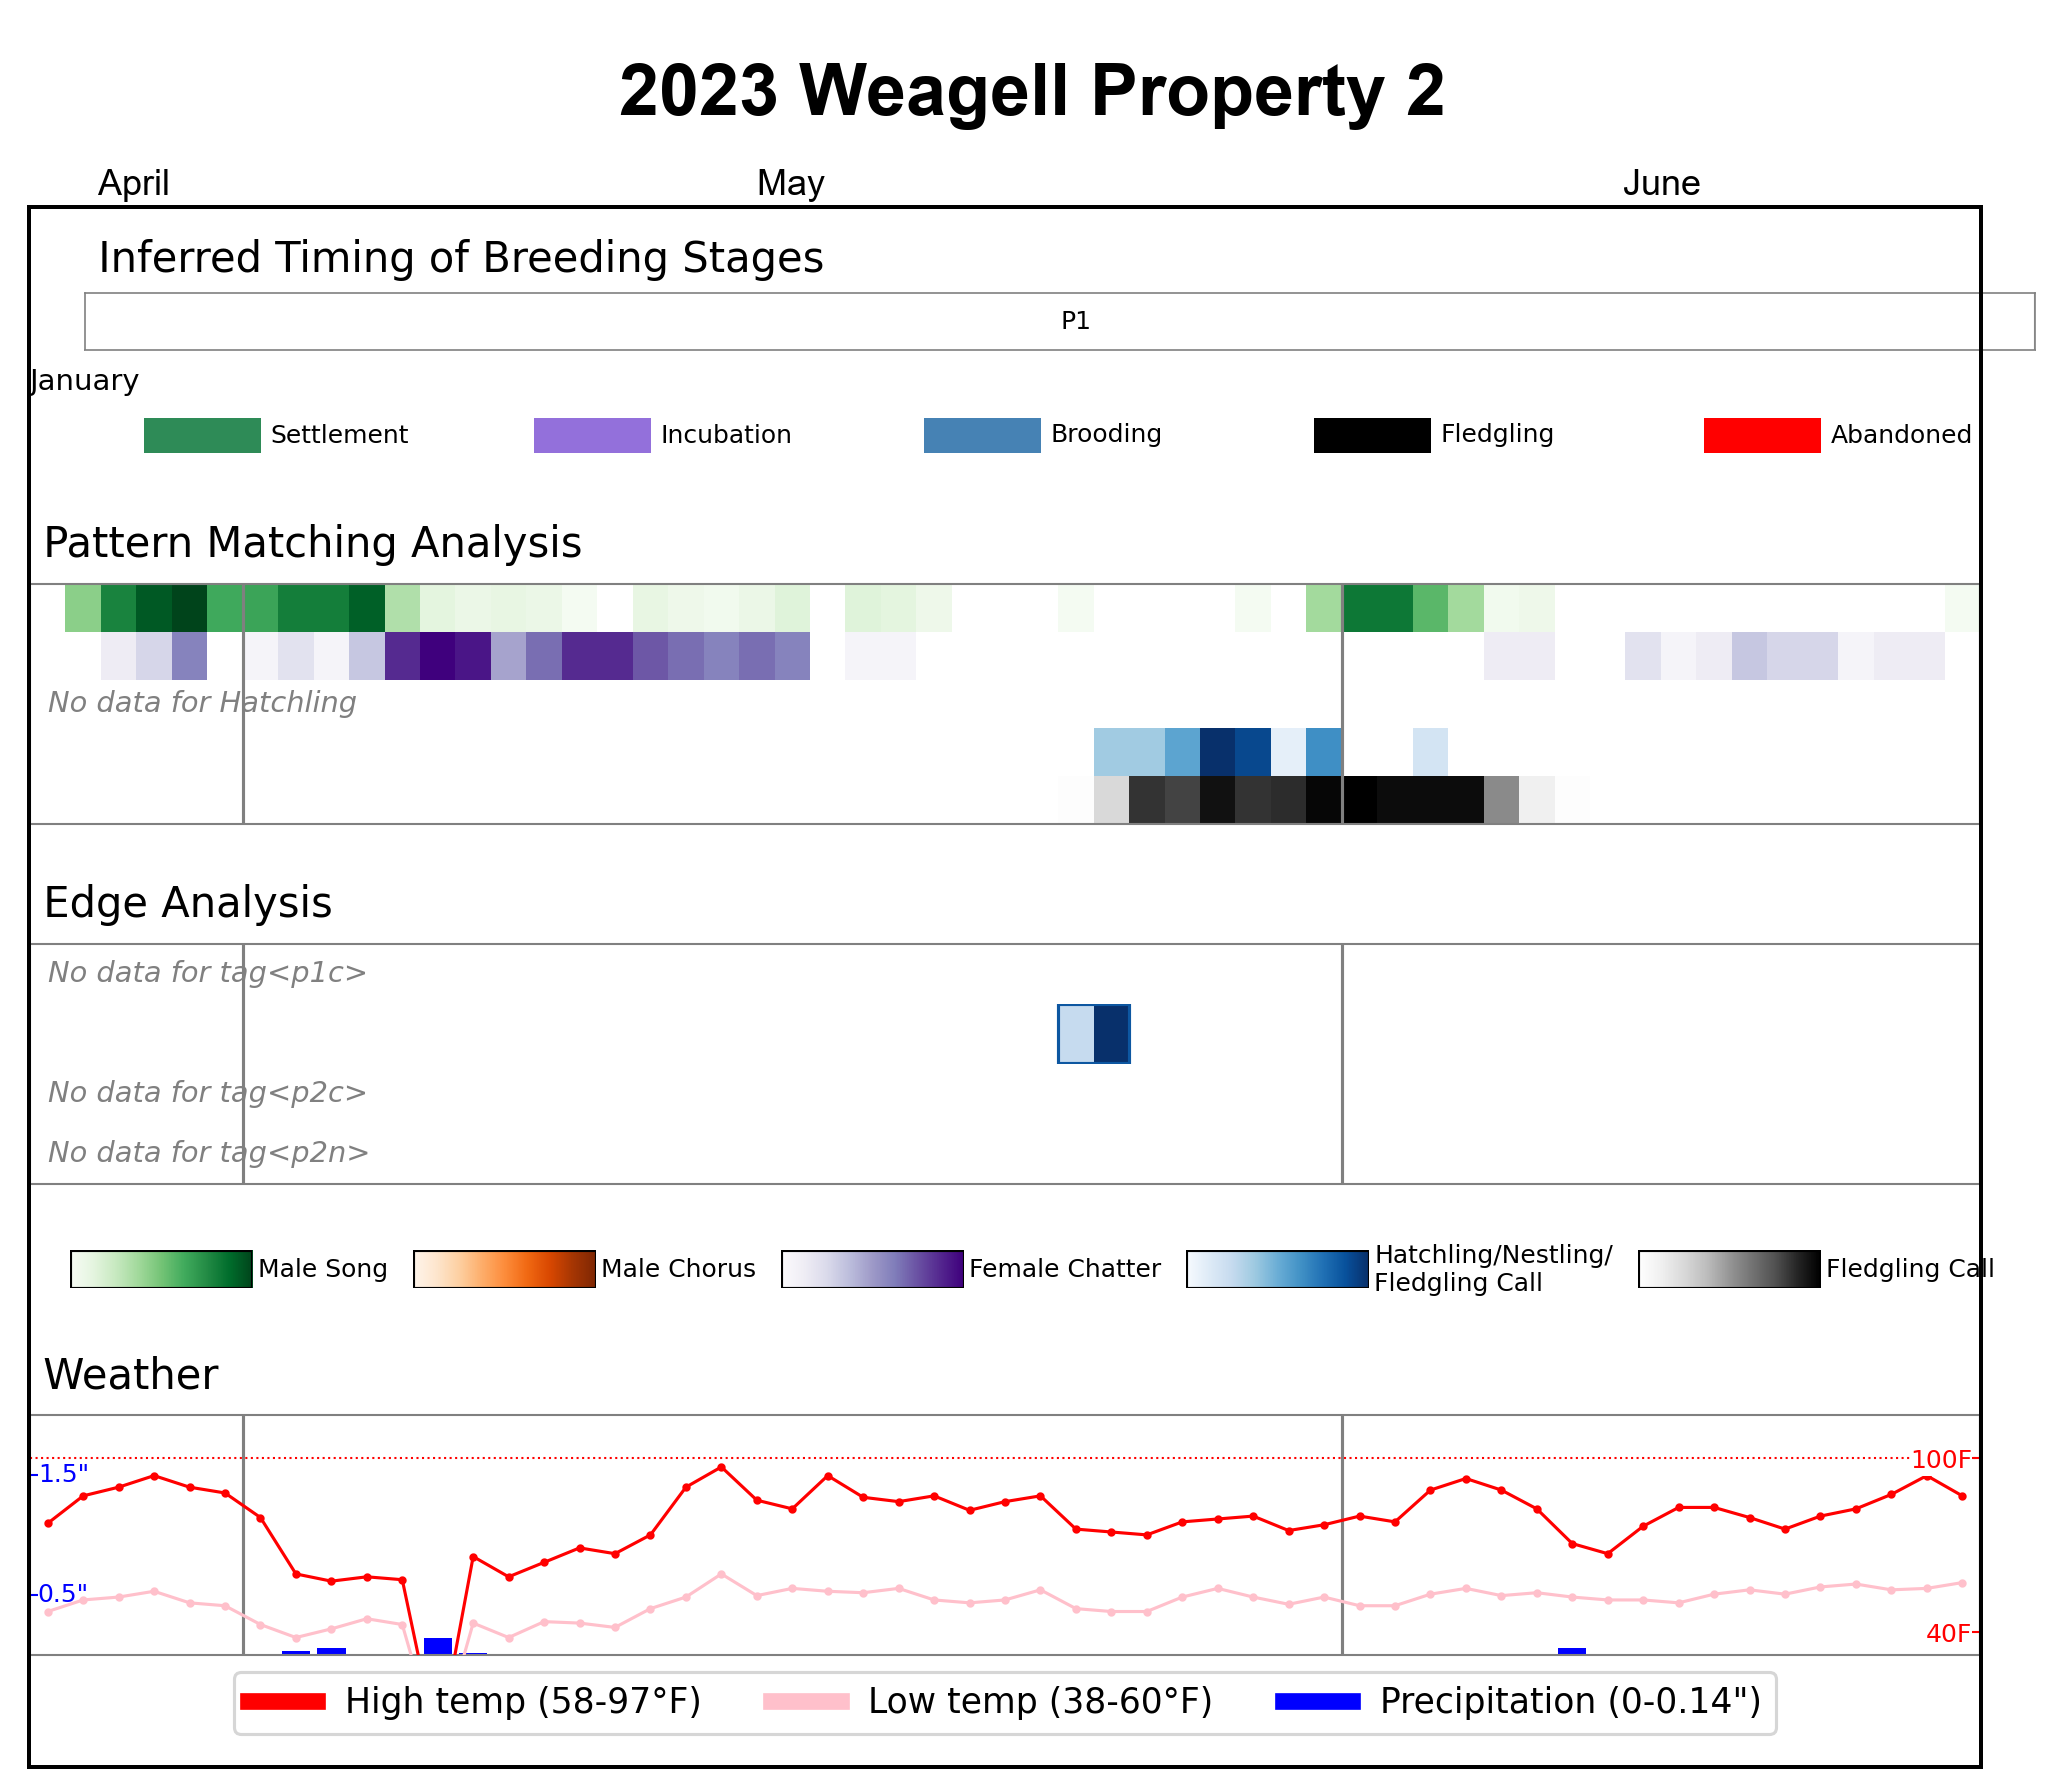 2023 Weagell Property 2
April May June
Inferred Timing of Breeding Stages
P1
January
Settlement Incubation Brooding Fledgling Abandoned
Pattern Matching Analysis
No data for Hatchling
Edge Analysis
No data for tag<p1c>
No data for tag<p2c>
No data for tag<p2n>
Male Song Male Chorus Female Chatter Hatchling/Nestling/
Fledgling Call Fledgling Call
Weather
100F
1.5"
0.5"
40F
High temp (58-97°F) Low temp (38-60°F) Precipitation (0-0.14")